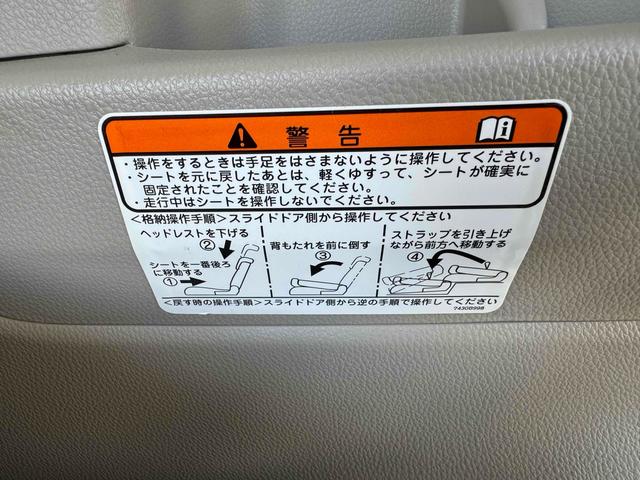 警告
・操作をするときは手足をはさまないように操作してください。
・シートを元に戻したあとは、軽くゆすって、シートが確実に
固定されたことを確認してください。
・走行中はシートを操作しないでください。
<格納操作手順>スライドドア側から操作してください
ヘッドレストを下げる
②
シートを一番後ろ
に移動する
①
背もたれを前に倒す
③
ストラップを引き上げ
ながら前方へ移動する
④
<戻す時の操作手順>スライドドア側から逆の手順で操作してください
7430B998